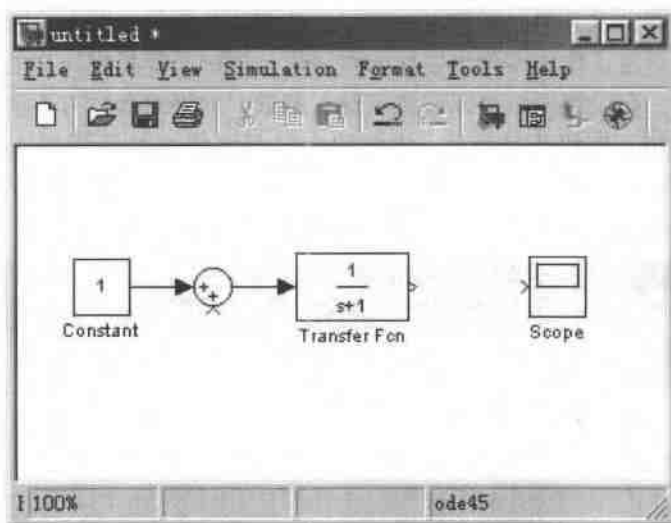 untitled *
File Edit View Simulation Format Tools Help
1
+
+
1
s+1
Constant
Transfer Fcn
Scope
100%
ode45